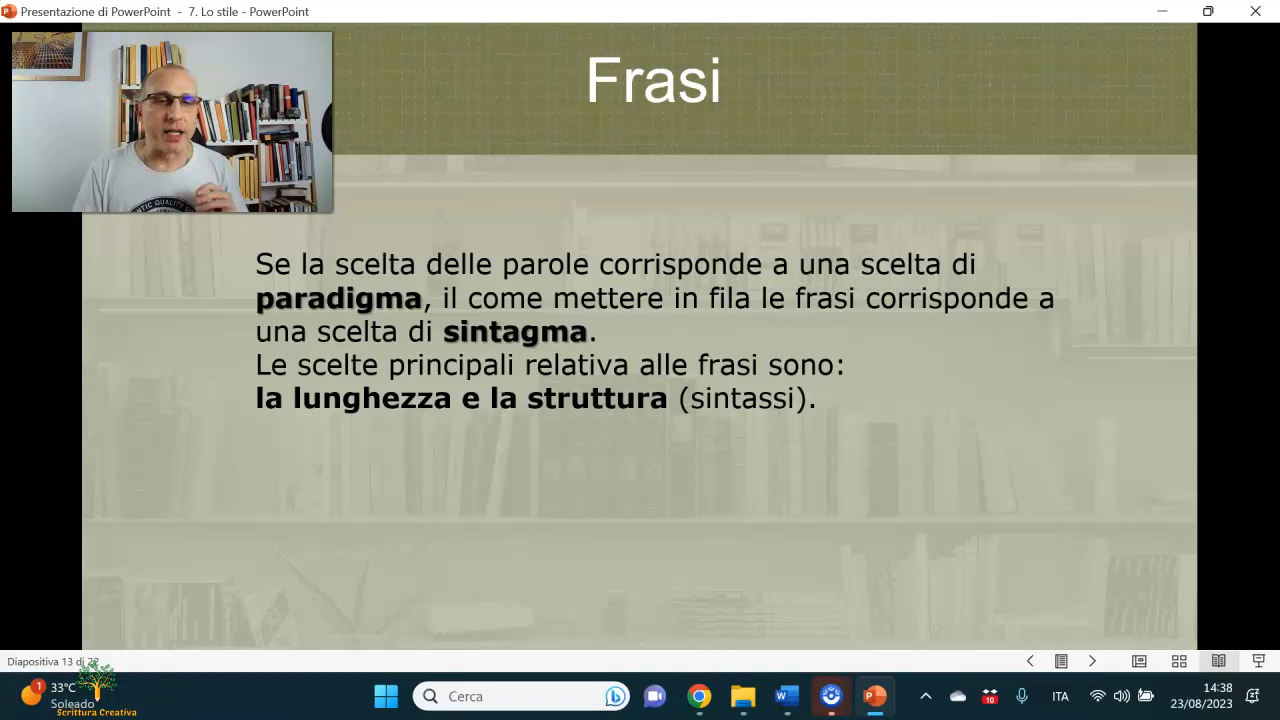 Presentazione di PowerPoint - 7. Lo stile - PowerPoint
Frasi
Se la scelta delle parole corrisponde a una scelta di
paradigma, il come mettere in fila le frasi corrisponde a
una scelta di sintagma.
Le scelte principali relativa alle frasi sono:
la lunghezza e la struttura (sintassi).
Diapositiva 13 di
1
33°C
Soleado
Scrittura Creativa
Cerca
10
ITA
14:38
23/08/2023